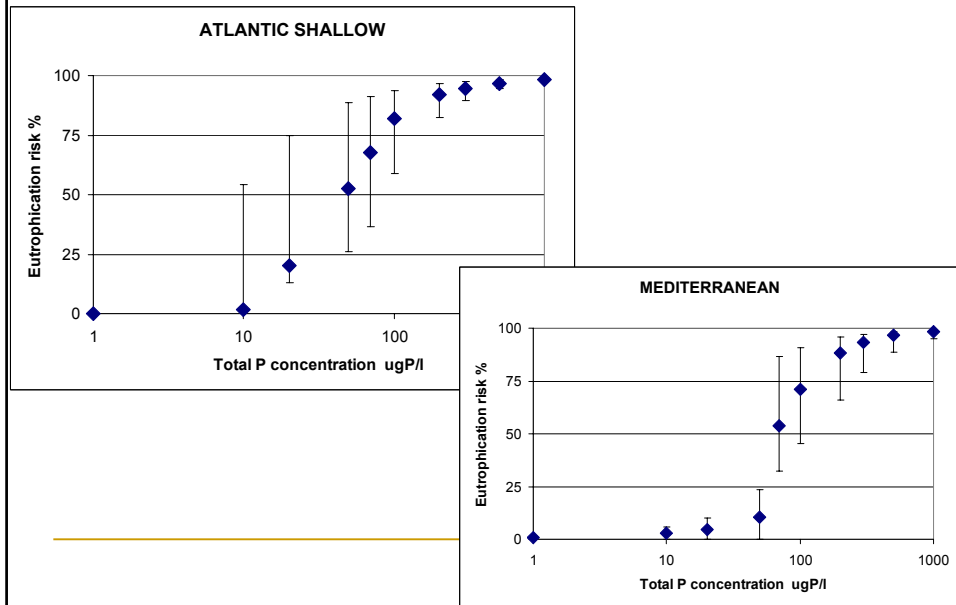 ATLANTIC SHALLOW
Eutrophication risk %
100
75
50
25
0
1 10 100
Total P concentration ugP/l
MEDITERRANEAN
Eutrophication risk %
100
75
50
25
0
1 10 100 1000
Total P concentration ugP/l